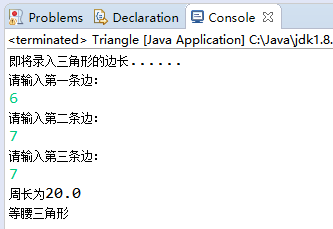 Problems Declaration Console
<terminated> Triangle [Java Application] C:\Java\jdk1.8.
即将录入三角形的边长......
请输入第一条边:
6
请输入第二条边:
7
请输入第三条边:
7
周长为20.0
等腰三角形